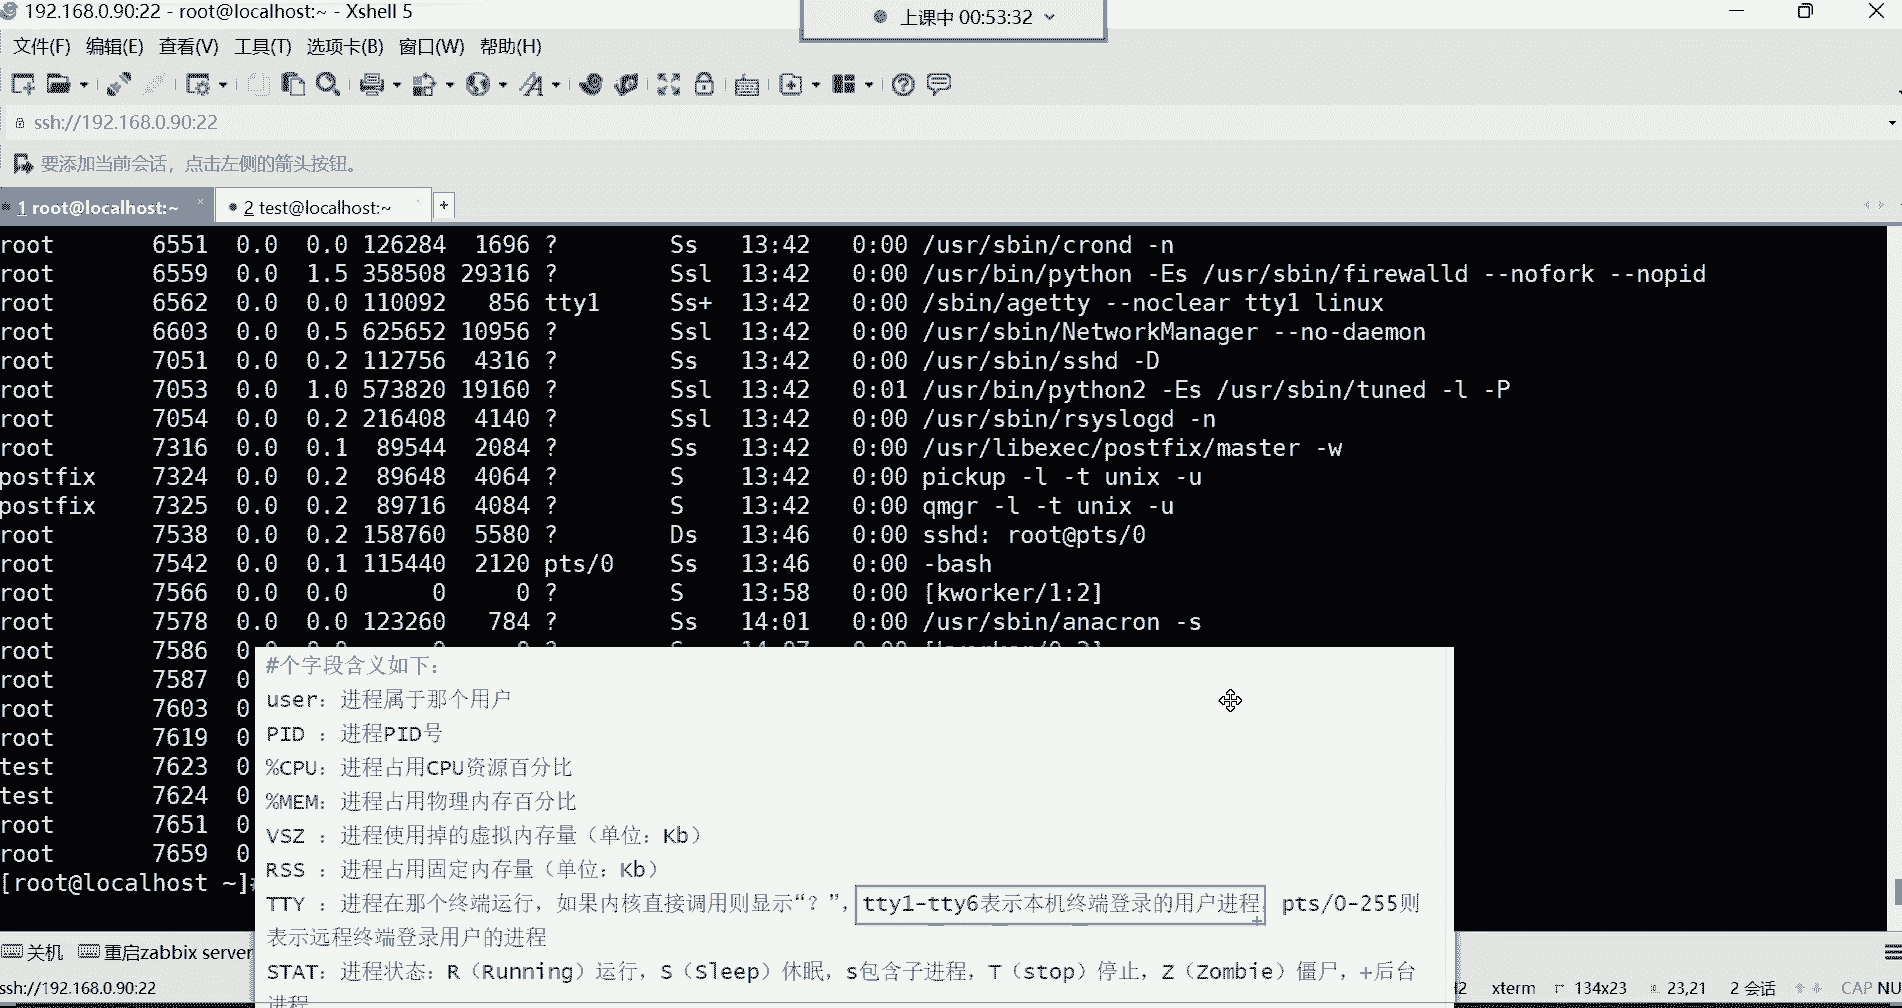 192.168.0.90:22 - root@localhost:~ - Xshell 5
上课中 00:53:32
文件(F) 编辑(E) 查看(V) 工具(T) 选项卡(B) 窗口(W) 帮助(H)
ssh://192.168.0.90:22
要添加当前会话，点击左侧的箭头按钮。
1 root@localhost:~ × 2 test@localhost:~ +
root 6551 0.0 0.0 126284 1696 ? Ss 13:42 0:00 /usr/sbin/crond -n
root 6559 0.0 1.5 358508 29316 ? Ssl 13:42 0:00 /usr/bin/python -Es /usr/sbin/firewalld --nofork --nopid
root 6562 0.0 0.0 110092 856 tty1 Ss+ 13:42 0:00 /sbin/agetty --noclear tty1 linux
root 6603 0.0 0.5 625652 10956 ? Ssl 13:42 0:00 /usr/sbin/NetworkManager --no-daemon
root 7051 0.0 0.2 112756 4316 ? Ss 13:42 0:00 /usr/sbin/sshd -D
root 7053 0.0 1.0 573820 19160 ? Ssl 13:42 0:01 /usr/bin/python2 -Es /usr/sbin/tuned -l -P
root 7054 0.0 0.2 216408 4140 ? Ssl 13:42 0:00 /usr/sbin/rsyslogd -n
root 7316 0.0 0.1 89544 2084 ? Ss 13:42 0:00 /usr/libexec/postfix/master -w
postfix 7324 0.0 0.2 89648 4064 ? S 13:42 0:00 pickup -l -t unix -u
postfix 7325 0.0 0.2 89716 4084 ? S 13:42 0:00 qmgr -l -t unix -u
root 7538 0.0 0.2 158760 5580 ? Ds 13:46 0:00 sshd: root@pts/0
root 7542 0.0 0.1 115440 2120 pts/0 Ss 13:46 0:00 -bash
root 7566 0.0 0.0 0 0 ? S 13:58 0:00 [kworker/1:2]
root 7578 0.0 0.0 123260 784 ? Ss 14:01 0:00 /usr/sbin/anacron -s
root 7586 0
root 7587 0
root 7603 0
root 7619 0
test 7623 0
test 7624 0
root 7651 0
root 7659 0
[root@localhost ~]#
#个字段含义如下：
user：进程属于那个用户
PID ：进程PID号
%CPU：进程占用CPU资源百分比
%MEM：进程占用物理内存百分比
VSZ ：进程使用掉的虚拟内存量（单位：Kb）
RSS ：进程占用固定内存量（单位：Kb）
TTY ：进程在那个终端运行，如果内核直接调用则显示“？”，tty1-tty6表示本机终端登录的用户进程 pts/0-255则
表示远程终端登录用户的进程
STAT：进程状态：R（Running）运行，S（Sleep）休眠，s包含子进程，T（stop）停止，Z（Zombie）僵尸，+后台
进程
关机 重启zabbix server
ssh://192.168.0.90:22 xterm 134x23 23,21 2 会话 CAP NU